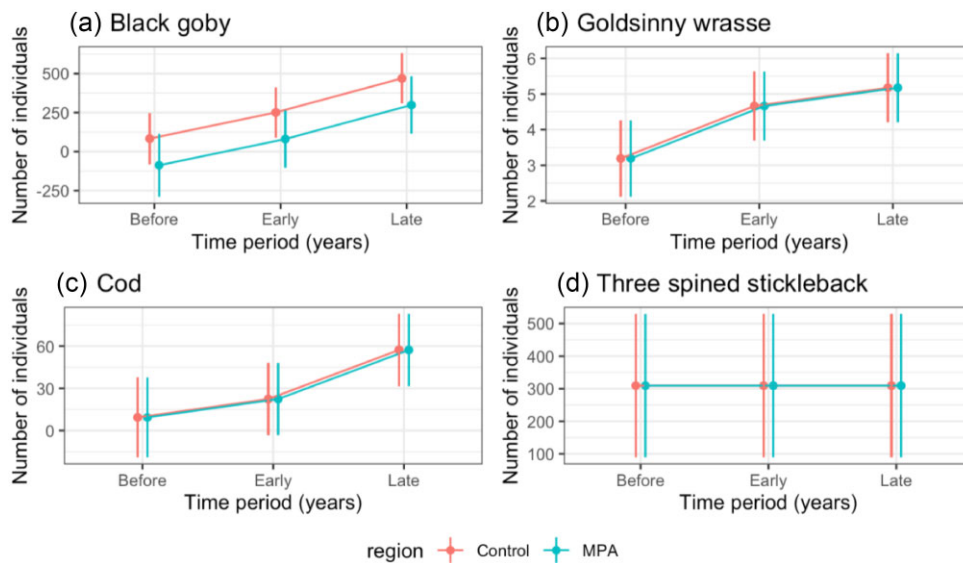 (a) Black goby
Number of individuals
500
250
0
-250
Before Early Late
Time period (years)
(b) Goldsinny wrasse
Number of individuals
6
5
4
3
2
Before Early Late
Time period (years)
(c) Cod
Number of individuals
60
30
0
Before Early Late
Time period (years)
(d) Three spined stickleback
Number of individuals
500
400
300
200
100
Before Early Late
Time period (years)
region Control MPA